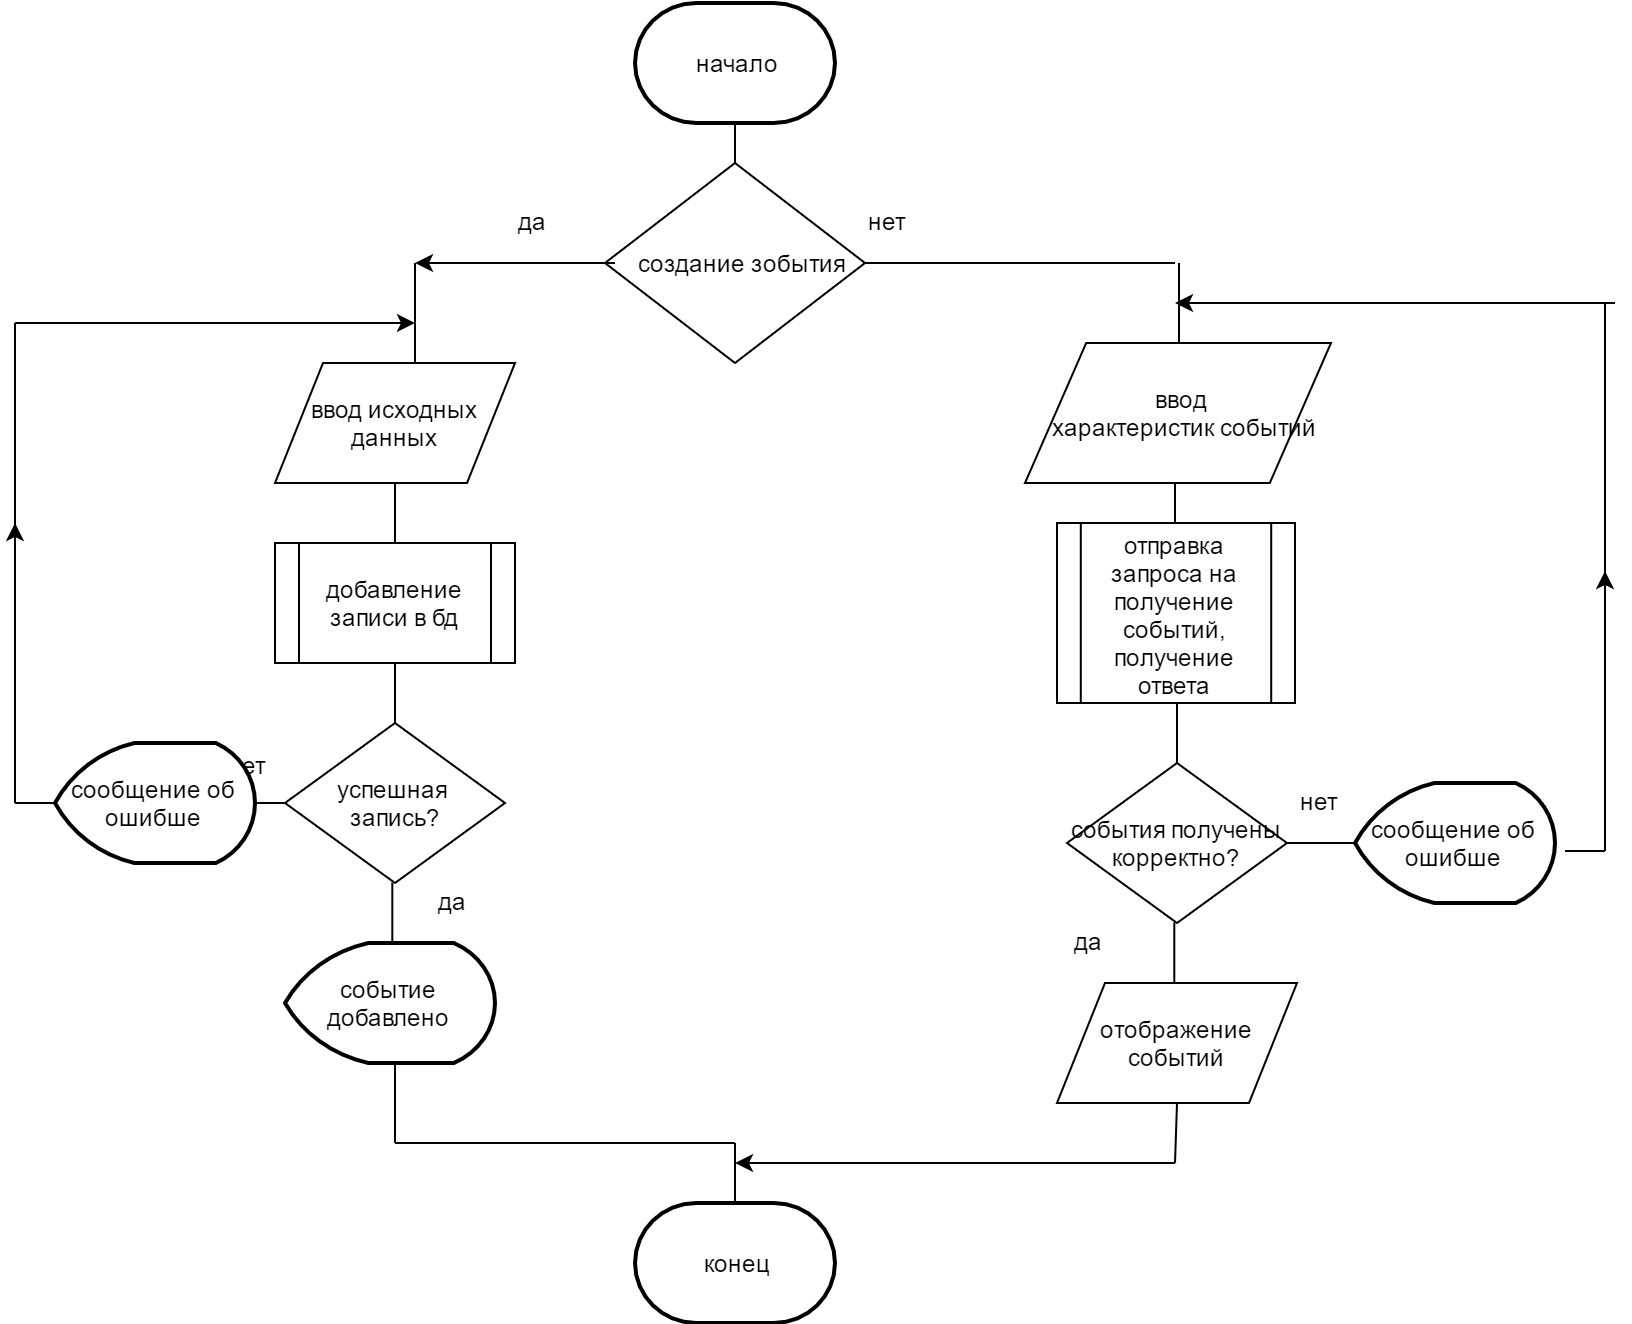 начало
да
нет
создание зобытия
ввод исходных
данных
ввод
характеристик событий
добавление
записи в бд
отправка
запроса на
получение
событий,
получение
ответа
ет
сообщение об
ошибше
успешная
запись?
события получены
корректно?
нет
сообщение об
ошибше
да
да
событие
добавлено
отображение
событий
конец